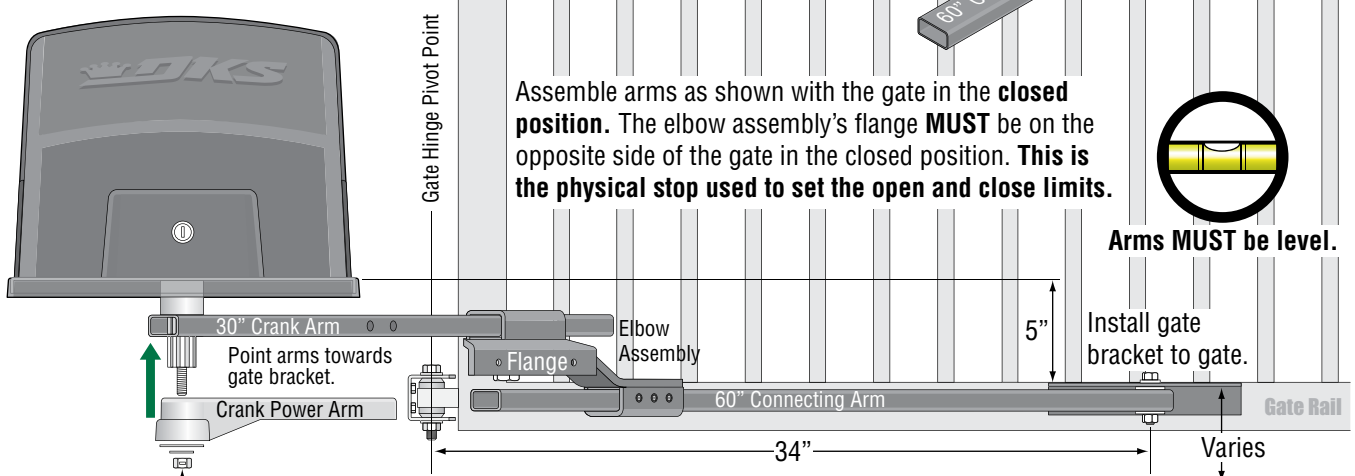 DKS
Gate Hinge Pivot Point
60" C
Assemble arms as shown with the gate in the closed
position. The elbow assembly's flange MUST be on the
opposite side of the gate in the closed position. This is
the physical stop used to set the open and close limits.
Arms MUST be level.
30" Crank Arm
Elbow
Assembly
5"
Install gate
bracket to gate.
Point arms towards
gate bracket.
Flange
Crank Power Arm
60" Connecting Arm
Gate Rail
34"
Varies